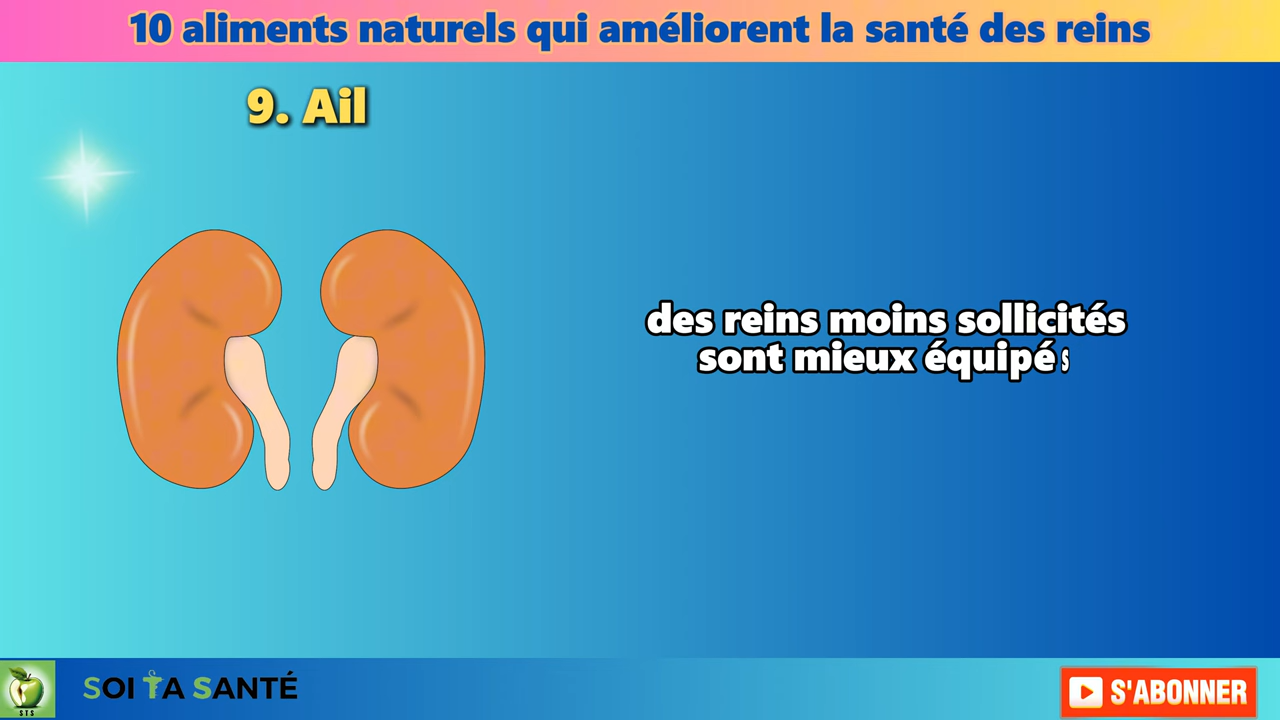 10 aliments naturels qui améliorent la santé des reins
9. Ail
des reins moins sollicités
sont mieux équipés
STS
SOI TA SANTÉ
S'ABONNER